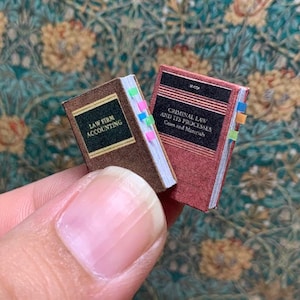 LAW FIRM
ACCOUNTING
CRIMINAL LAW
AND ITS PROCESSES
Cases and Materials